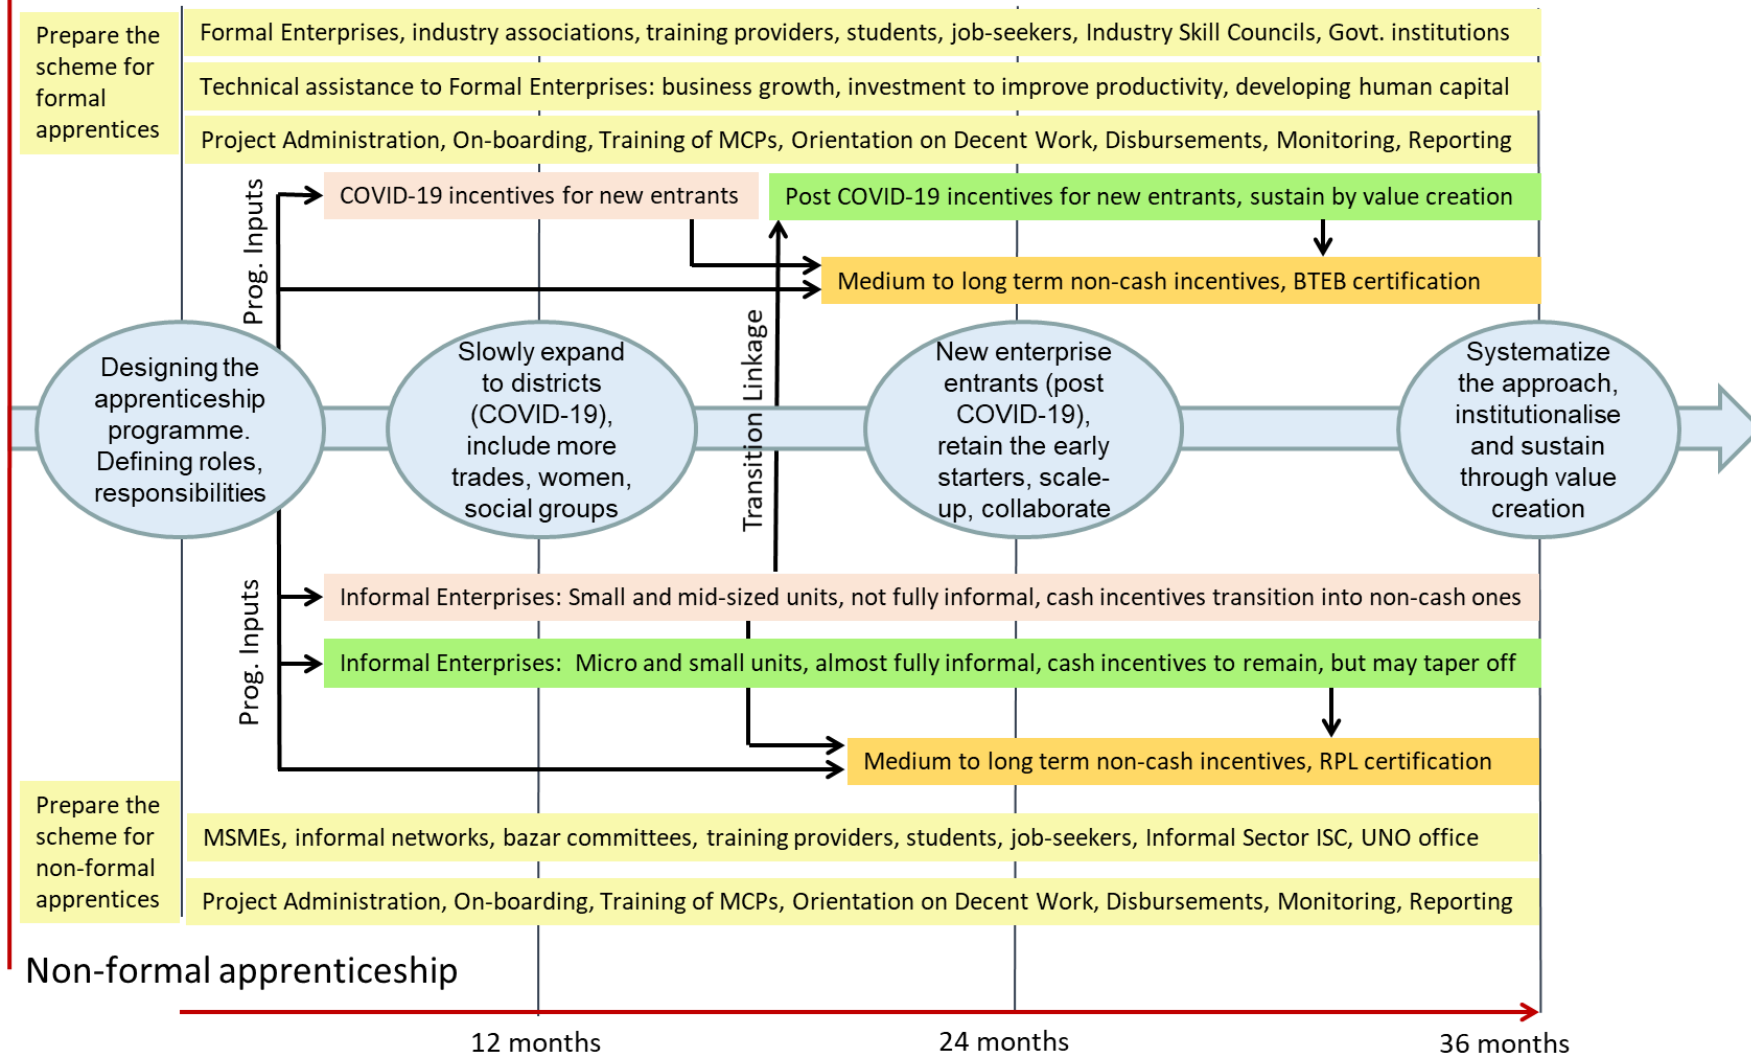 Prepare the
scheme for
formal
apprentices
Formal Enterprises, industry associations, training providers, students, job-seekers, Industry Skill Councils, Govt. institutions
Technical assistance to Formal Enterprises: business growth, investment to improve productivity, developing human capital
Project Administration, On-boarding, Training of MCPs, Orientation on Decent Work, Disbursements, Monitoring, Reporting
Prog. Inputs
COVID-19 incentives for new entrants
Post COVID-19 incentives for new entrants, sustain by value creation
Medium to long term non-cash incentives, BTEB certification
Designing the
apprenticeship
programme.
Defining roles,
responsibilities
Slowly expand
to districts
(COVID-19),
include more
trades, women,
social groups
Transition Linkage
New enterprise
entrants (post
COVID-19),
retain the early
starters, scale-
up, collaborate
Systematize
the approach,
institutionalise
and sustain
through value
creation
Prog. Inputs
Informal Enterprises: Small and mid-sized units, not fully informal, cash incentives transition into non-cash ones
Informal Enterprises: Micro and small units, almost fully informal, cash incentives to remain, but may taper off
Medium to long term non-cash incentives, RPL certification
Prepare the
scheme for
non-formal
apprentices
MSMEs, informal networks, bazar committees, training providers, students, job-seekers, Informal Sector ISC, UNO office
Project Administration, On-boarding, Training of MCPs, Orientation on Decent Work, Disbursements, Monitoring, Reporting
Non-formal apprenticeship
12 months
24 months
36 months